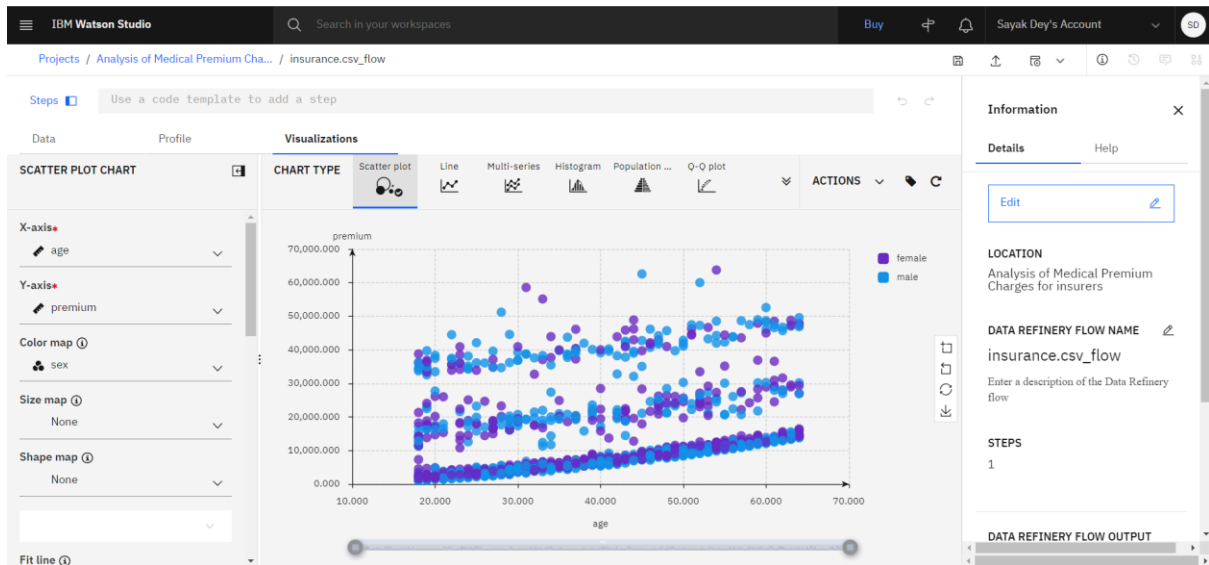 IBM Watson Studio
Search in your workspaces
Buy
Sayak Dey's Account
SD
Projects / Analysis of Medical Premium Cha... / insurance.csv_flow
Steps
Use a code template to add a step
Data
Profile
Visualizations
SCATTER PLOT CHART
X-axis*
age
Y-axis*
premium
Color map
sex
Size map
None
Shape map
None
Fit line
CHART TYPE
Scatter plot
Line
Multi-series
Histogram
Population ...
Q-Q plot
ACTIONS
premium
70,000.000
60,000.000
50,000.000
40,000.000
30,000.000
20,000.000
10,000.000
0.000
10.000
20.000
30.000
40.000
50.000
60.000
70.000
age
female
male
Information
Details
Help
Edit
LOCATION
Analysis of Medical Premium
Charges for insurers
DATA REFINERY FLOW NAME
insurance.csv_flow
Enter a description of the Data Refinery
flow
STEPS
1
DATA REFINERY FLOW OUTPUT